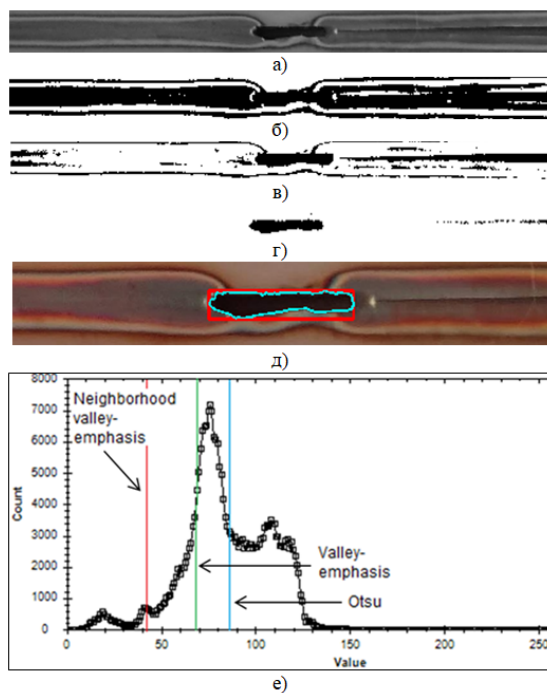 а)
б)
в)
г)
д)
8000
7000
6000
5000
4000
3000
2000
1000
0
Count
Neighborhood
valley-
emphasis
Valley-
emphasis
Otsu
0 50 100 150 200 250
Value
е)